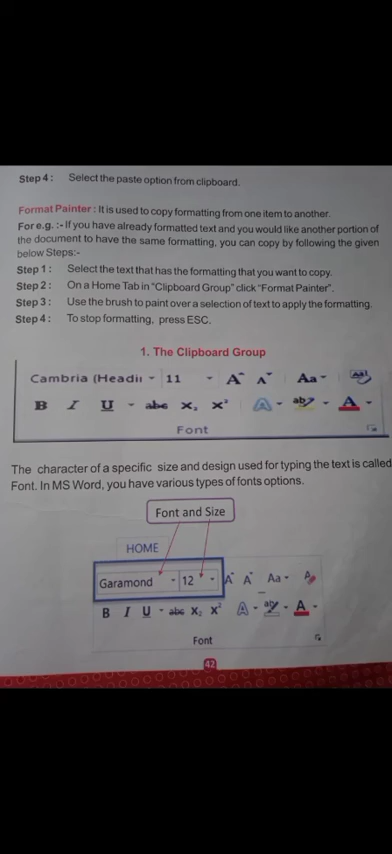 Step 4 : Select the paste option from clipboard.
Format Painter : It is used to copy formatting from one item to another.
For e.g. :- If you have already formatted text and you would like another portion of
the document to have the same formatting, you can copy by following the given
below Steps:-
Step 1 : Select the text that has the formatting that you want to copy.
Step 2 : On a Home Tab in "Clipboard Group" click "Format Painter".
Step 3 : Use the brush to paint over a selection of text to apply the formatting.
Step 4 : To stop formatting, press ESC.
1. The Clipboard Group
Cambria (Headin 11 A A Aa
B I U abc X₂ X² A ab A
Font
The character of a specific size and design used for typing the text is called
Font. In MS Word, you have various types of fonts options.
Font and Size
HOME
Garamond 12 A A Aa A
B I U abc X₂ X² A ab A
Font
42